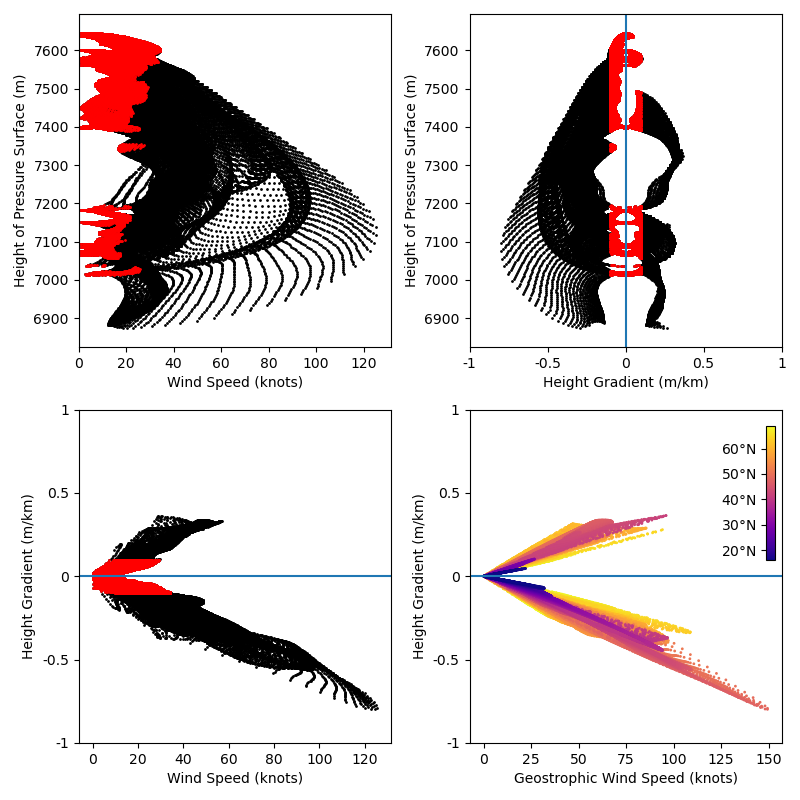 7600
7500
7400
7300
7200
7100
7000
6900
Height of Pressure Surface (m)
0 20 40 60 80 100 120
Wind Speed (knots)
7600
7500
7400
7300
7200
7100
7000
6900
Height of Pressure Surface (m)
-1 -0.5 0 0.5 1
Height Gradient (m/km)
1
0.5
0
-0.5
-1
Height Gradient (m/km)
0 20 40 60 80 100 120
Wind Speed (knots)
1
0.5
0
-0.5
-1
Height Gradient (m/km)
60°N
50°N
40°N
30°N
20°N
0 25 50 75 100 125 150
Geostrophic Wind Speed (knots)